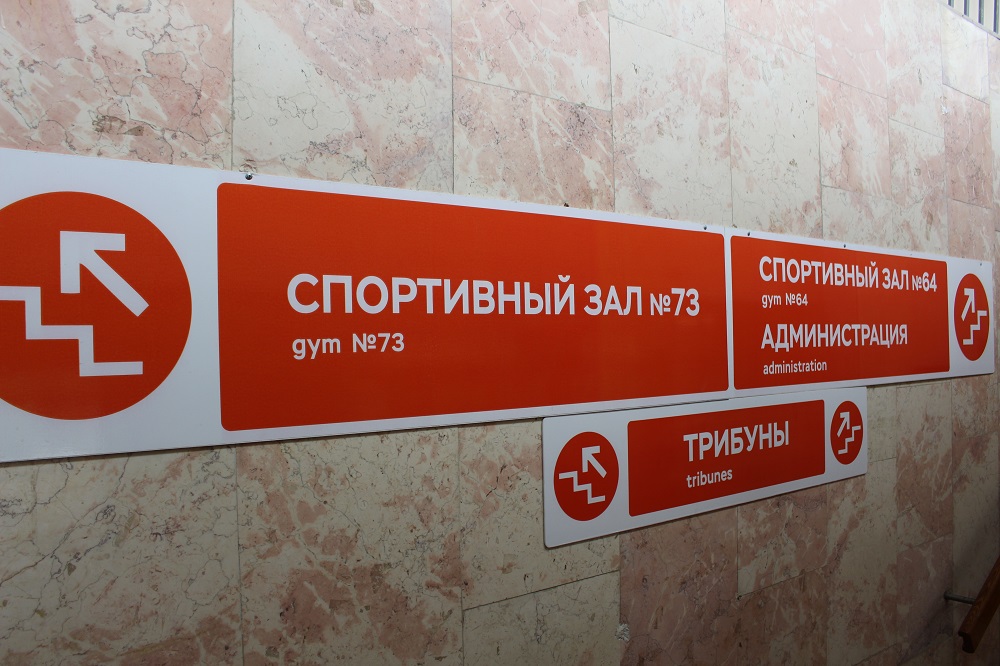 СПОРТИВНЫЙ ЗАЛ №73
gym №73
СПОРТИВНЫЙ ЗАЛ №64
gym №64
АДМИНИСТРАЦИЯ
administration
ТРИБУНЫ
tribunes